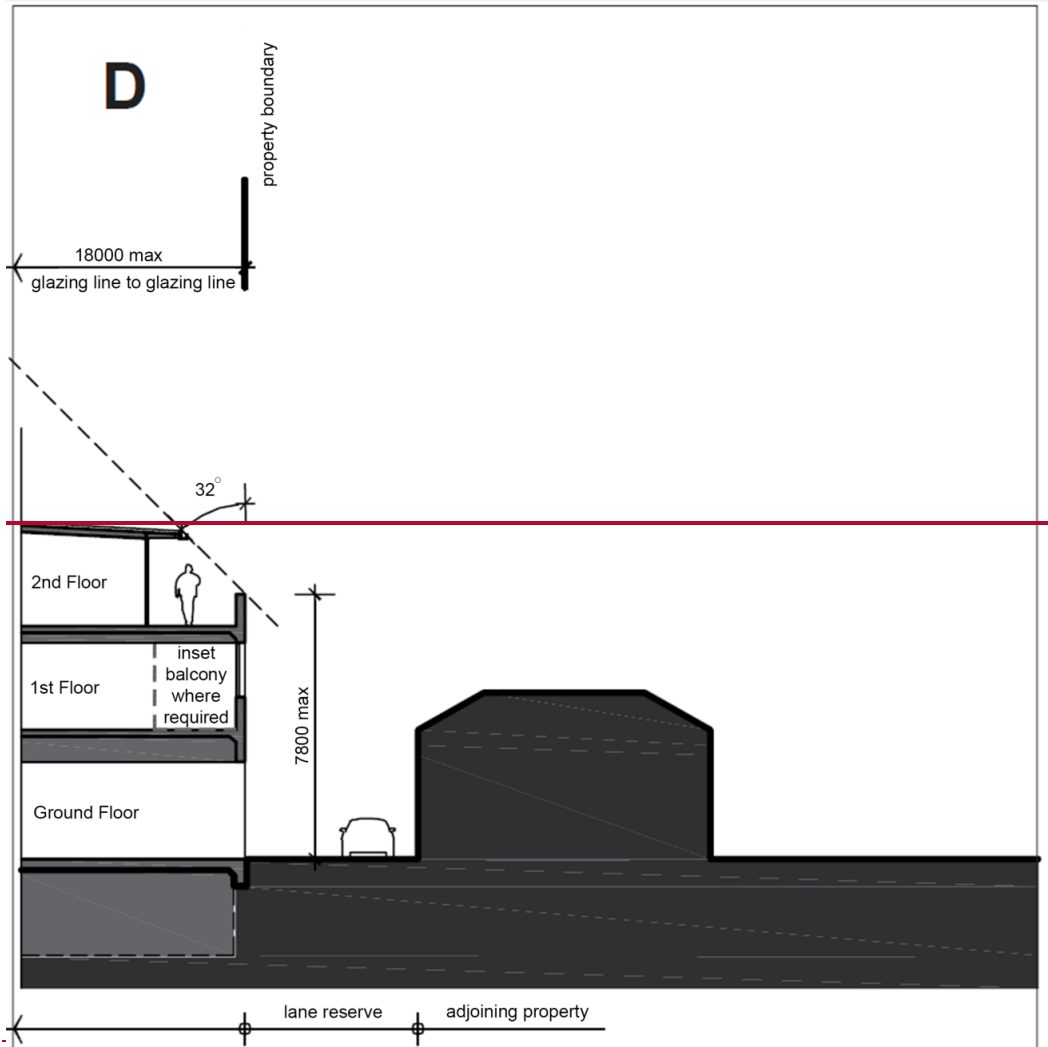 D
property boundary
18000 max
glazing line to glazing line
32°
2nd Floor
inset
balcony
where
required
1st Floor
7800 max
Ground Floor
lane reserve
adjoining property